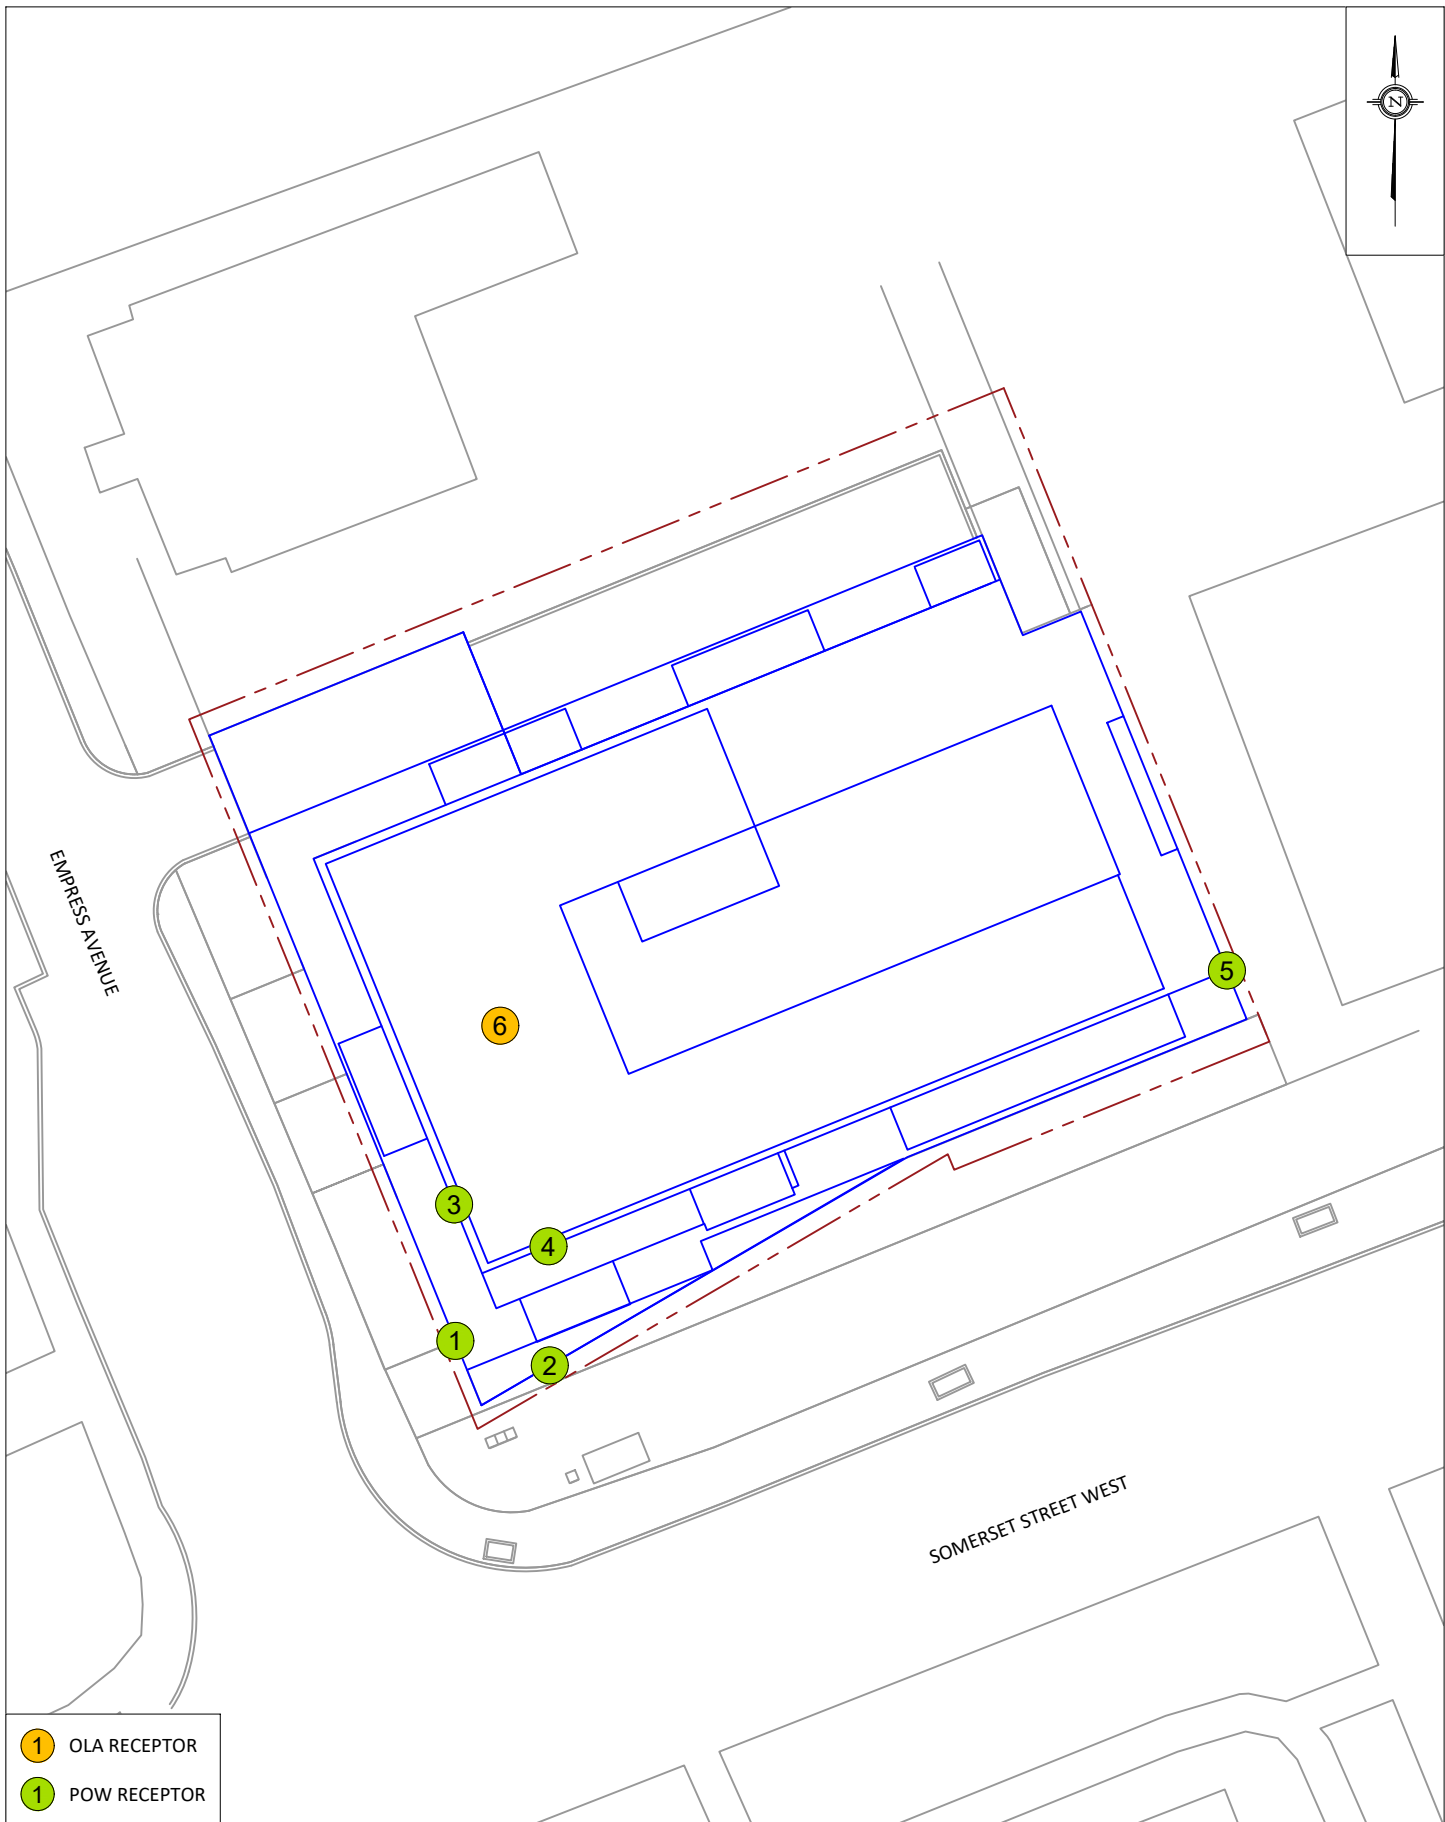 N
EMPRESS AVENUE
5
6
3
4
1
2
SOMERSET STREET WEST
1 OLA RECEPTOR
1 POW RECEPTOR